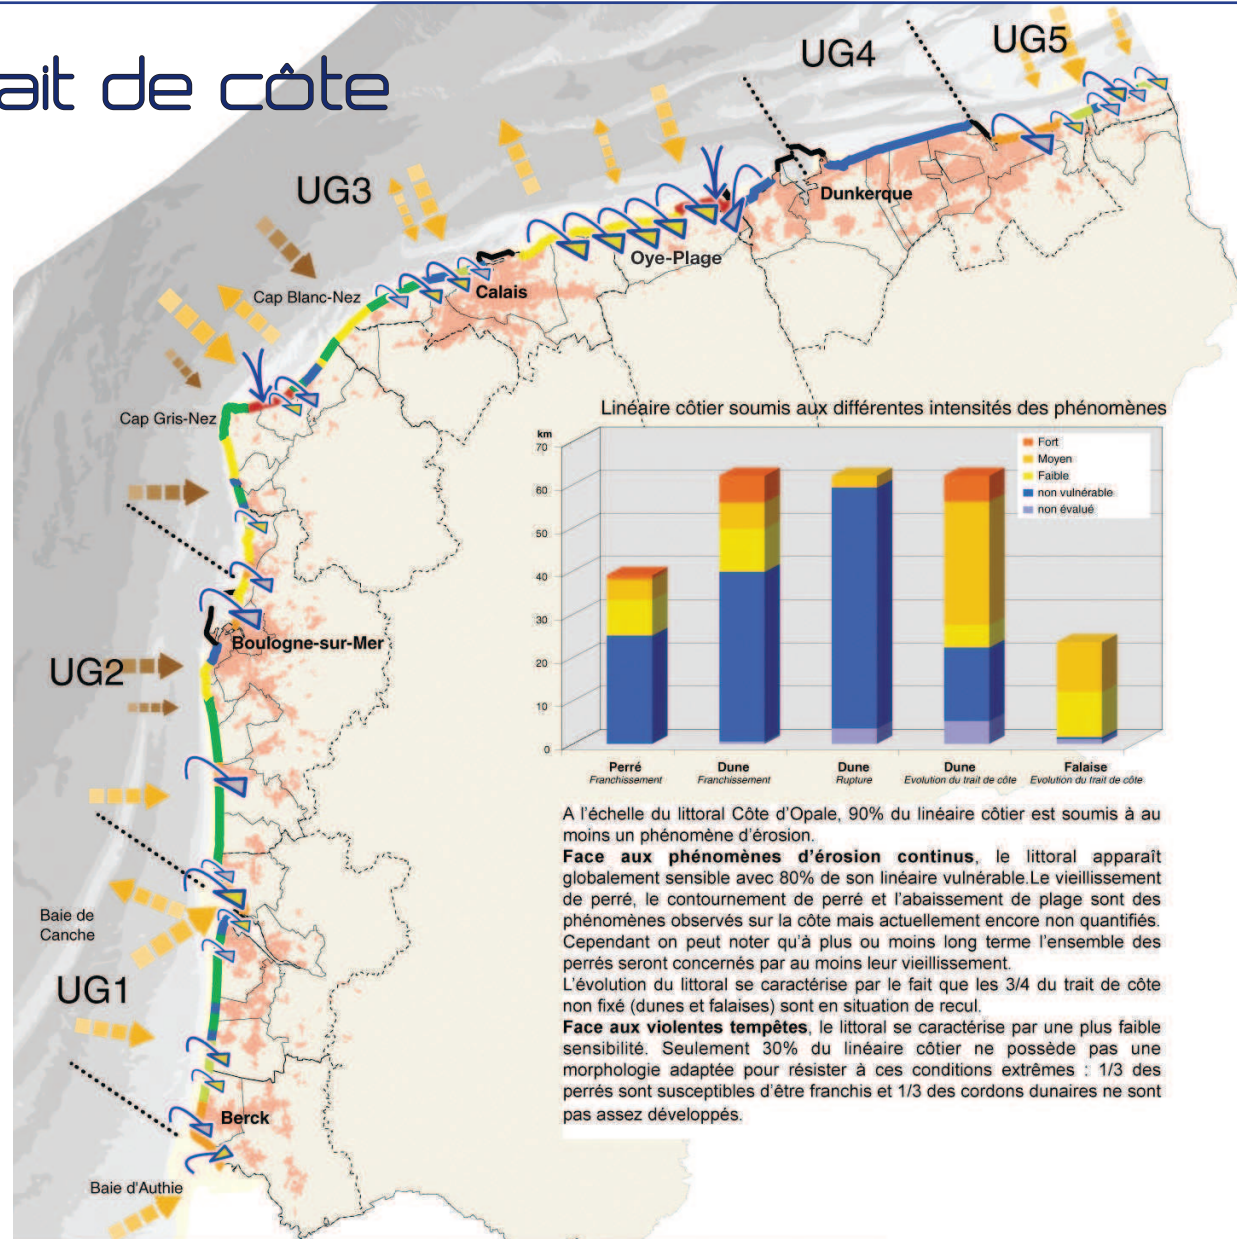 ait de côte
UG4
UG5
UG3
Dunkerque
Oye-Plage
Cap Blanc-Nez
Calais
Cap Gris-Nez
Boulogne-sur-Mer
UG2
Baie de
Canche
UG1
Berck
Baie d'Authie
Linéaire côtier soumis aux différentes intensités des phénomènes
km
70
60
50
40
30
20
10
0
Fort
Moyen
Faible
non vulnérable
non évalué
Perré
Franchissement
Dune
Franchissement
Dune
Rupture
Dune
Evolution du trait de côte
Falaise
Evolution du trait de côte
A l'échelle du littoral Côte d'Opale, 90% du linéaire côtier est soumis à au
moins un phénomène d'érosion.
Face aux phénomènes d'érosion continus, le littoral apparaît
globalement sensible avec 80% de son linéaire vulnérable.Le vieillissement
de perré, le contournement de perré et l'abaissement de plage sont des
phénomènes observés sur la côte mais actuellement encore non quantifiés.
Cependant on peut noter qu'à plus ou moins long terme l'ensemble des
perrés seront concernés par au moins leur vieillissement.
L'évolution du littoral se caractérise par le fait que les 3/4 du trait de côte
non fixé (dunes et falaises) sont en situation de recul.
Face aux violentes tempêtes, le littoral se caractérise par une plus faible
sensibilité. Seulement 30% du linéaire côtier ne possède pas une
morphologie adaptée pour résister à ces conditions extrêmes : 1/3 des
perrés sont susceptibles d'être franchis et 1/3 des cordons dunaires ne sont
pas assez développés.